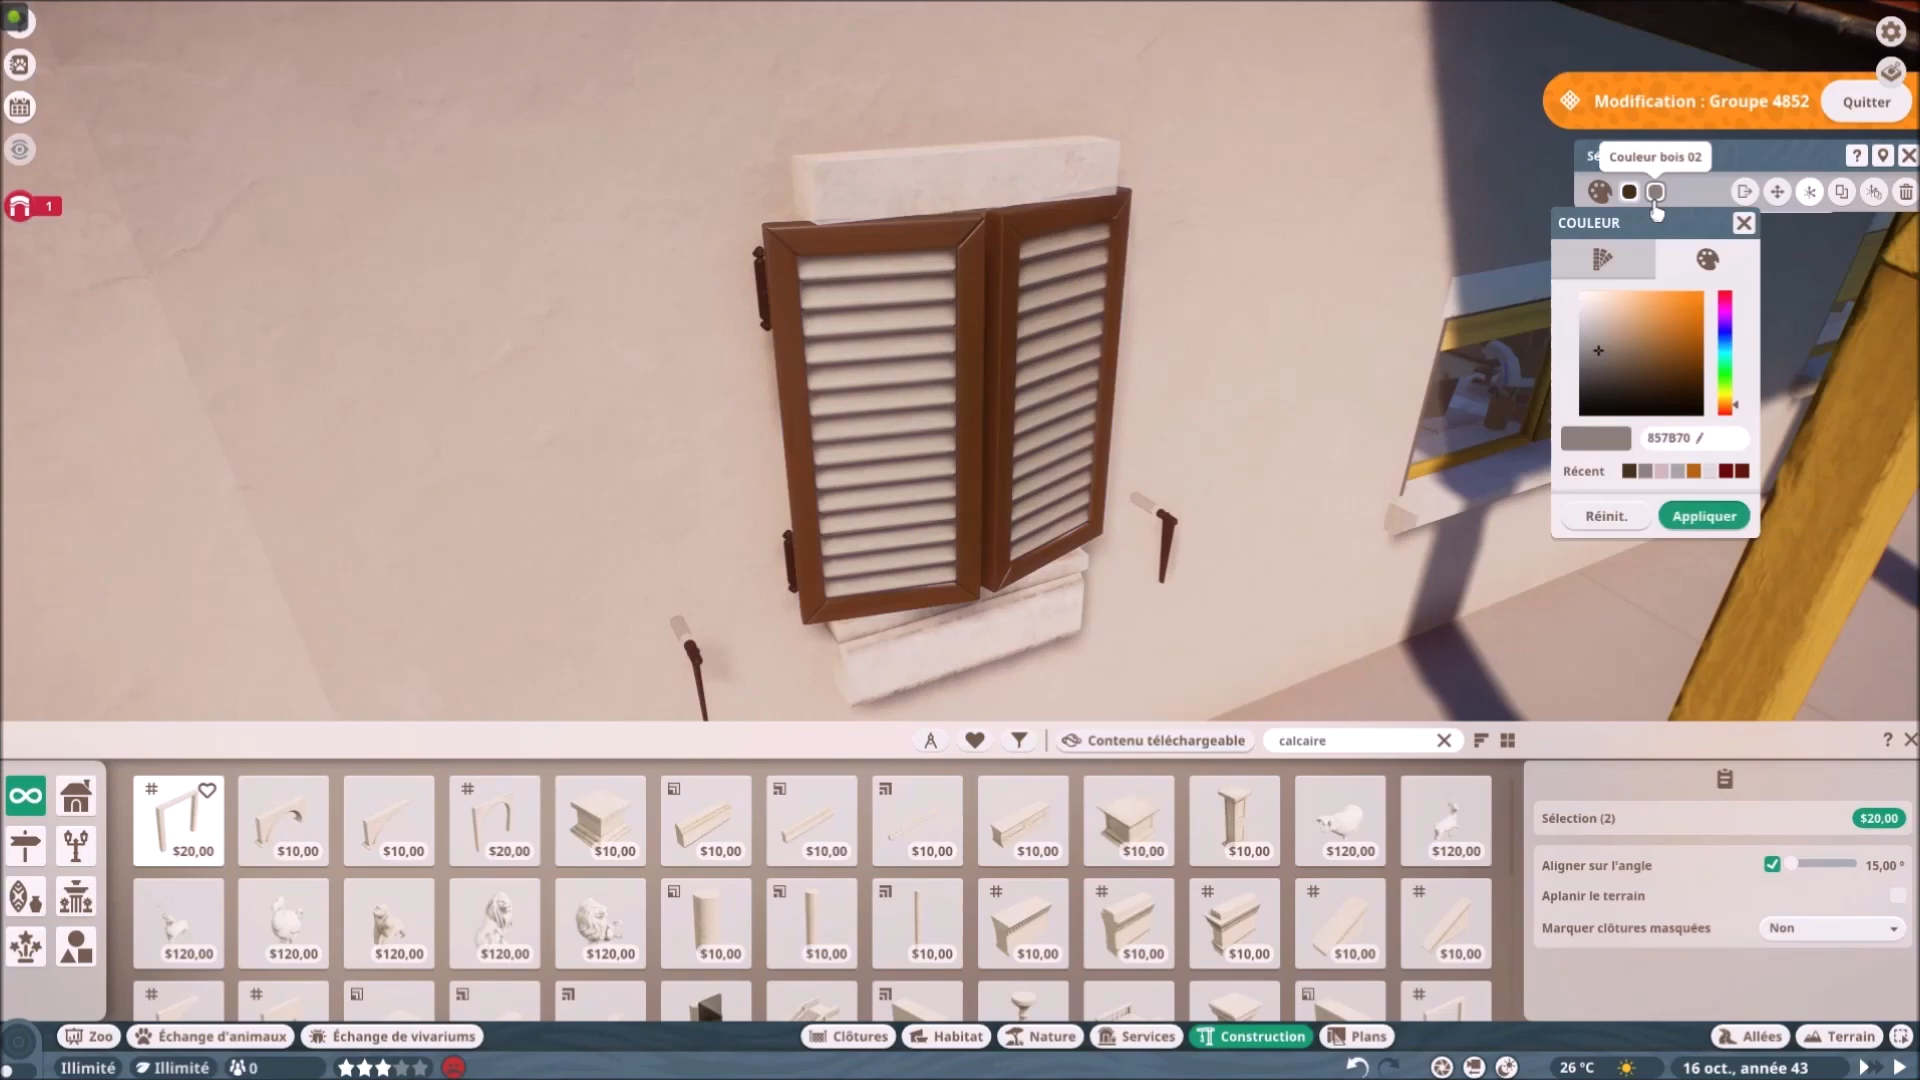 Modification : Groupe 4852
Quitter
Sé
Couleur bois 02
?
1
COULEUR
857B70
Récent
Réinit.
Appliquer
Contenu téléchargeable
calcaire
?
$20,00
$10,00
$10,00
$20,00
$10,00
$10,00
$10,00
$10,00
$10,00
$10,00
$10,00
$120,00
$120,00
$120,00
$120,00
$120,00
$120,00
$120,00
$10,00
$10,00
$10,00
$10,00
$10,00
$10,00
$10,00
$10,00
Sélection (2)
$20,00
Aligner sur l'angle
15,00 °
Aplanir le terrain
Marquer clôtures masquées
Non
Zoo
Échange d'animaux
Échange de vivariums
Clôtures
Habitat
Nature
Services
Construction
Plans
Allées
Terrain
Illimité
Illimité
0
26 °C
16 oct., année 43